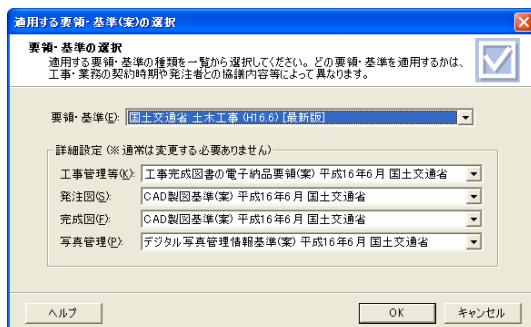 適用する要領・基準(案)の選択
要領・基準の選択
適用する要領・基準の種類を一覧から選択してください。どの要領・基準を適用するかは、
工事・業務の契約時期や発注者との協議内容等によって異なります。
要領・基準(E): 国土交通省 土木工事 (H16.6) [最新版]
詳細設定 (※通常は変更する必要ありません)
工事管理等(K): 工事完成図書の電子納品要領(案) 平成16年6月 国土交通省
発注図(S): CAD製図基準(案) 平成16年6月 国土交通省
完成図(F): CAD製図基準(案) 平成16年6月 国土交通省
写真管理(P): デジタル写真管理情報基準(案) 平成16年6月 国土交通省
ヘルプ OK キャンセル